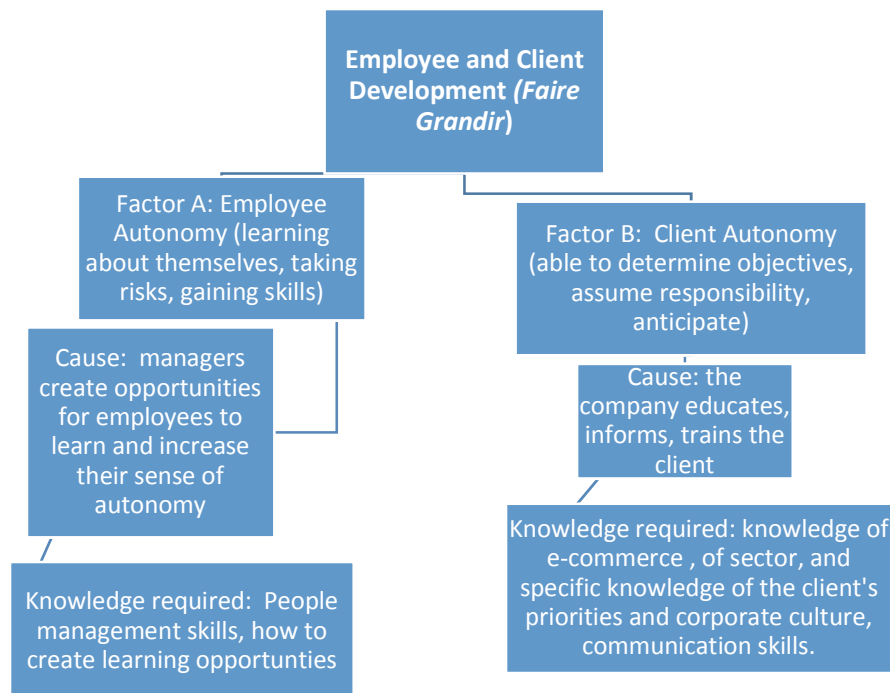 Employee and Client
Development (Faire
Grandir)
Factor A: Employee
Autonomy (learning
about themselves, taking
risks, gaining skills)
Cause:  managers
create opportunities
for employees to
learn and increase
their sense of
autonomy
Knowledge required:  People
management skills, how to
create learning opportunties
Factor B:  Client Autonomy
(able to determine objectives,
assume responsibility,
anticipate)
Cause: the
company educates,
informs, trains the
client
Knowledge required: knowledge of
e-commerce , of sector, and
specific knowledge of the client's
priorities and corporate culture,
communication skills.